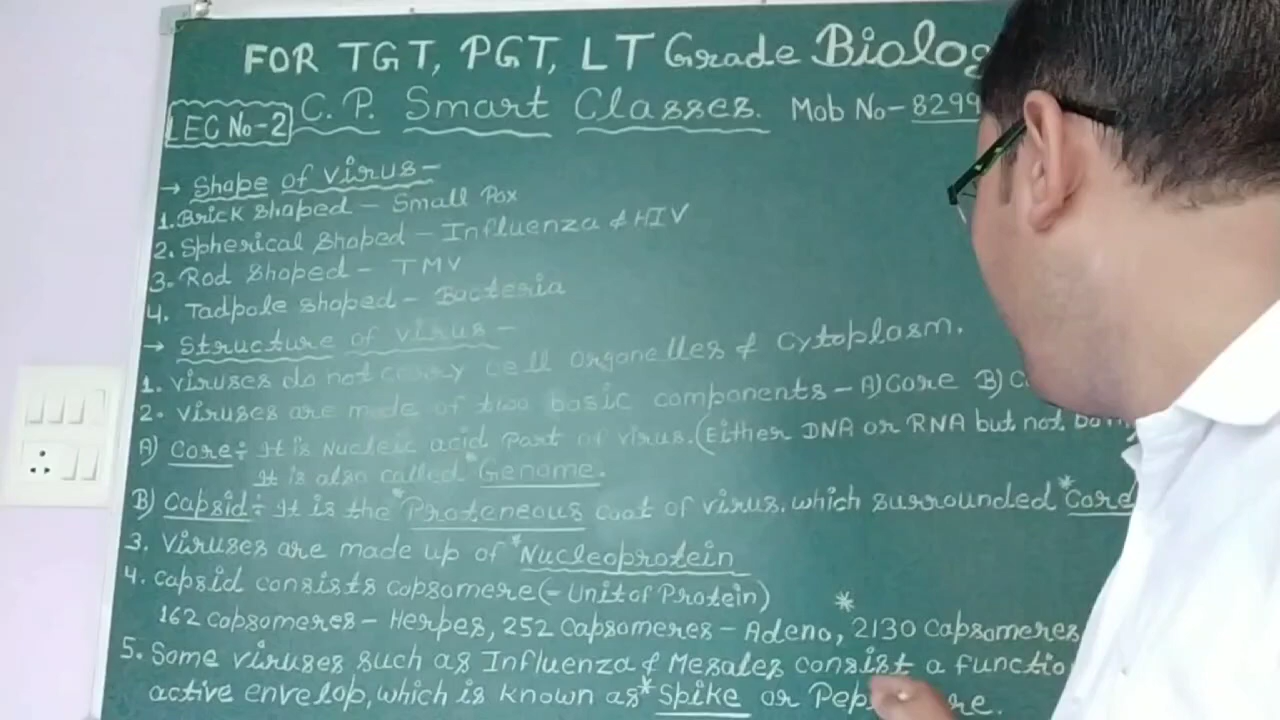 FOR TGT, PGT, LT Grade Biolog
LEC No-2
C. P. Smart Classes. Mob No- 8299
→ Shape of virus-
1. Brick shaped - Small Pox
2. Spherical shaped - Influenza & HIV
3. Rod shaped - TMV
4. Tadpole shaped - Bacteria
→ Structure of virus -
1. Viruses do not carry cell organelles & Cytoplasm.
2. Viruses are made of two basic components - A) Core B) C
A) Core ÷ It is Nucleic acid part of virus. (Either DNA or RNA but not both
It is also called *Genome.
B) Capsid ÷ It is the *Proteneous coat of virus. which surrounded *Core
3. Viruses are made up of *Nucleoprotein
4. Capsid consists Capsomere (= Unit of Protein)
162 Capsomeres - Herpes, 252 Capsomeres - Adeno, *2130 Capsomeres
5. Some viruses such as Influenza & Mesales consist a functio
active envelop, which is known as *Spike or Pep re.